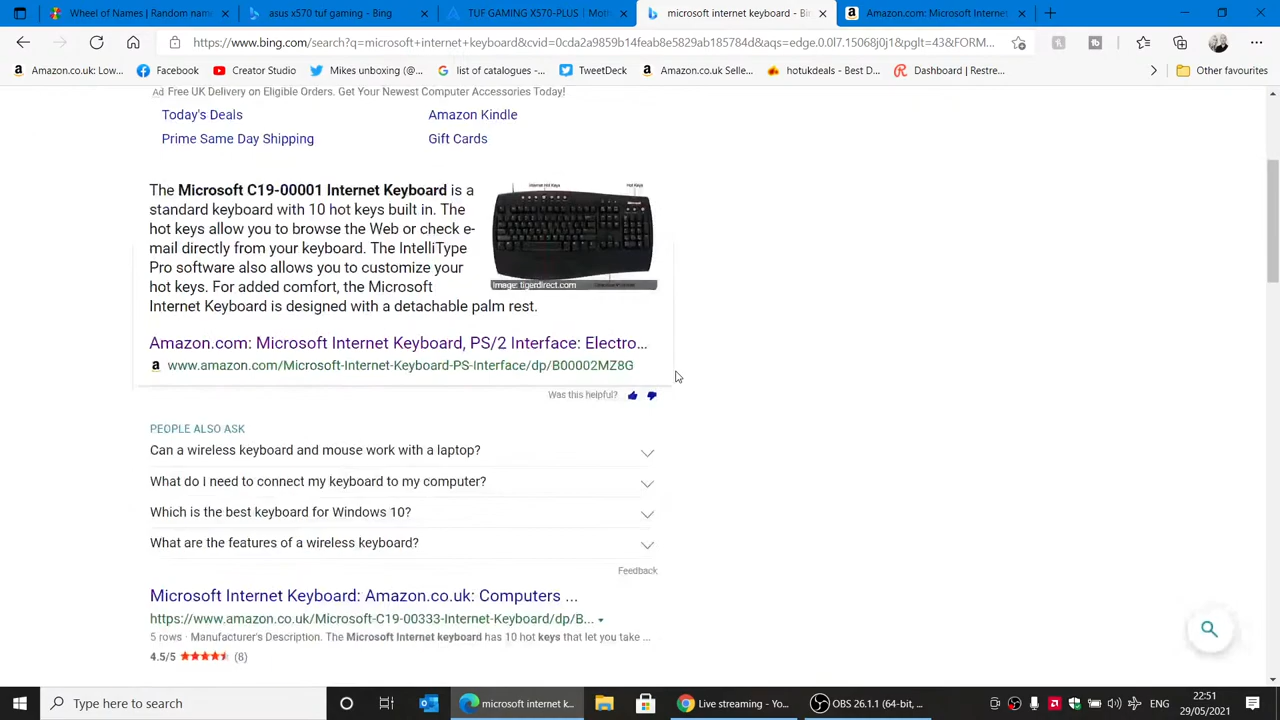 Wheel of Names | Random name
asus x570 tuf gaming - Bing
TUF GAMING X570-PLUS | Moth
microsoft internet keyboard - Bin
Amazon.com: Microsoft Internet
https://www.bing.com/search?q=microsoft+internet+keyboard&cvid=0cda2a9859b14feab8e5829ab185784d&aqs=edge.0.0l7.15068j0j1&pglt=43&FORM...
Amazon.co.uk: Low...
Facebook
Creator Studio
Mikes unboxing (@...
list of catalogues -...
TweetDeck
Amazon.co.uk Selle...
hotukdeals - Best D...
Dashboard | Restre...
Other favourites
Ad Free UK Delivery on Eligible Orders. Get Your Newest Computer Accessories Today!
Today's Deals
Amazon Kindle
Prime Same Day Shipping
Gift Cards
The Microsoft C19-00001 Internet Keyboard is a
standard keyboard with 10 hot keys built in. The
hot keys allow you to browse the Web or check e-
mail directly from your keyboard. The IntelliType
Pro software also allows you to customize your
hot keys. For added comfort, the Microsoft
Internet Keyboard is designed with a detachable palm rest.
Internet Hot Keys
Hot Keys
Image: tigerdirect.com
Amazon.com: Microsoft Internet Keyboard, PS/2 Interface: Electro...
www.amazon.com/Microsoft-Internet-Keyboard-PS-Interface/dp/B00002MZ8G
Was this helpful?
PEOPLE ALSO ASK
Can a wireless keyboard and mouse work with a laptop?
What do I need to connect my keyboard to my computer?
Which is the best keyboard for Windows 10?
What are the features of a wireless keyboard?
Feedback
Microsoft Internet Keyboard: Amazon.co.uk: Computers ...
https://www.amazon.co.uk/Microsoft-C19-00333-Internet-Keyboard/dp/B...
5 rows · Manufacturer's Description. The Microsoft Internet keyboard has 10 hot keys that let you take ...
4.5/5 (8)
Type here to search
microsoft internet k...
Live streaming - Yo...
OBS 26.1.1 (64-bit, ...
ENG
22:51
29/05/2021